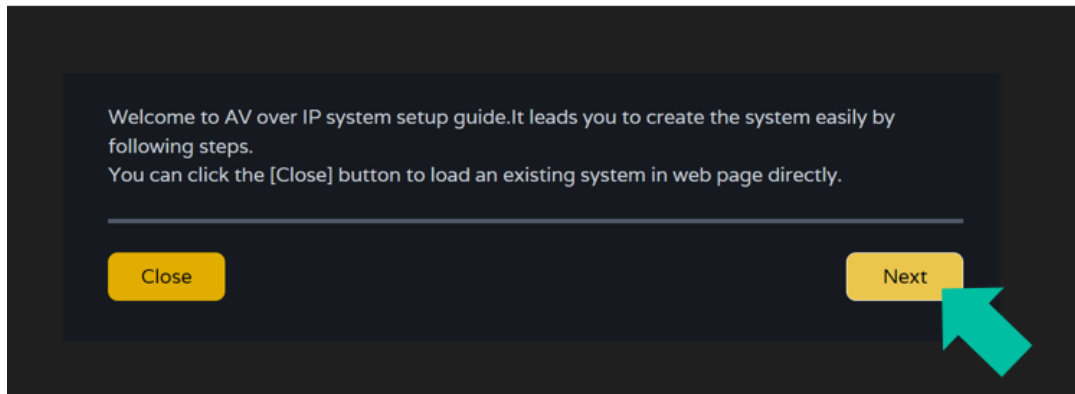 Welcome to AV over IP system setup guide.It leads you to create the system easily by
following steps.
You can click the [Close] button to load an existing system in web page directly.
Close
Next